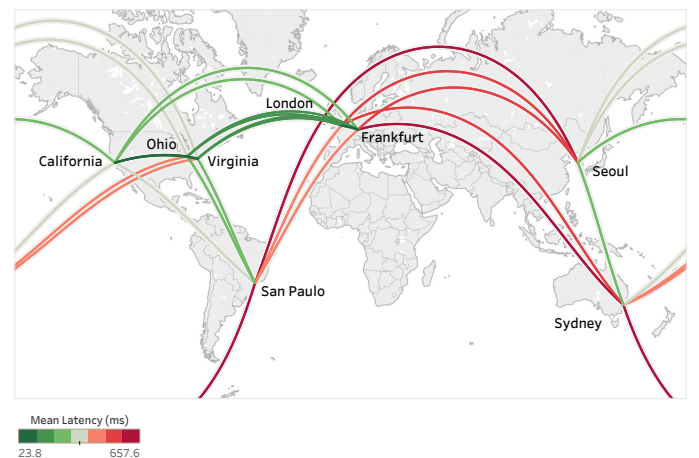 London
Ohio
Frankfurt
California
Virginia
Seoul
San Paulo
Sydney
Mean Latency (ms)
23.8 657.6